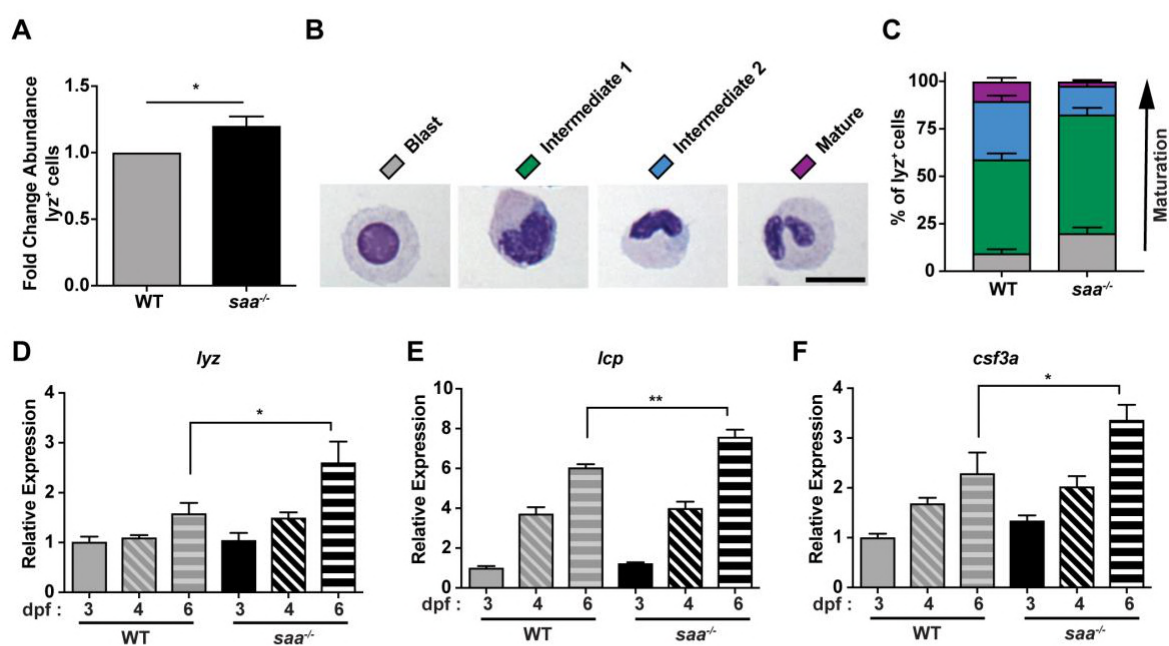 A
Fold Change Abundance
lyz⁺ cells
1.5
1.0
0.5
0.0
*
WT
saa⁻/⁻
B
Blast
Intermediate 1
Intermediate 2
Mature
C
% of lyz⁺ cells
100
75
50
25
0
WT
saa⁻/⁻
Maturation
D
lyz
Relative Expression
4
3
2
1
0
*
dpf : 3 4 6 3 4 6
WT saa⁻/⁻
E
lcp
Relative Expression
10
8
6
4
2
0
**
3 4 6 3 4 6
WT saa⁻/⁻
F
csf3a
Relative Expression
4
3
2
1
0
*
dpf : 3 4 6 3 4 6
WT saa⁻/⁻